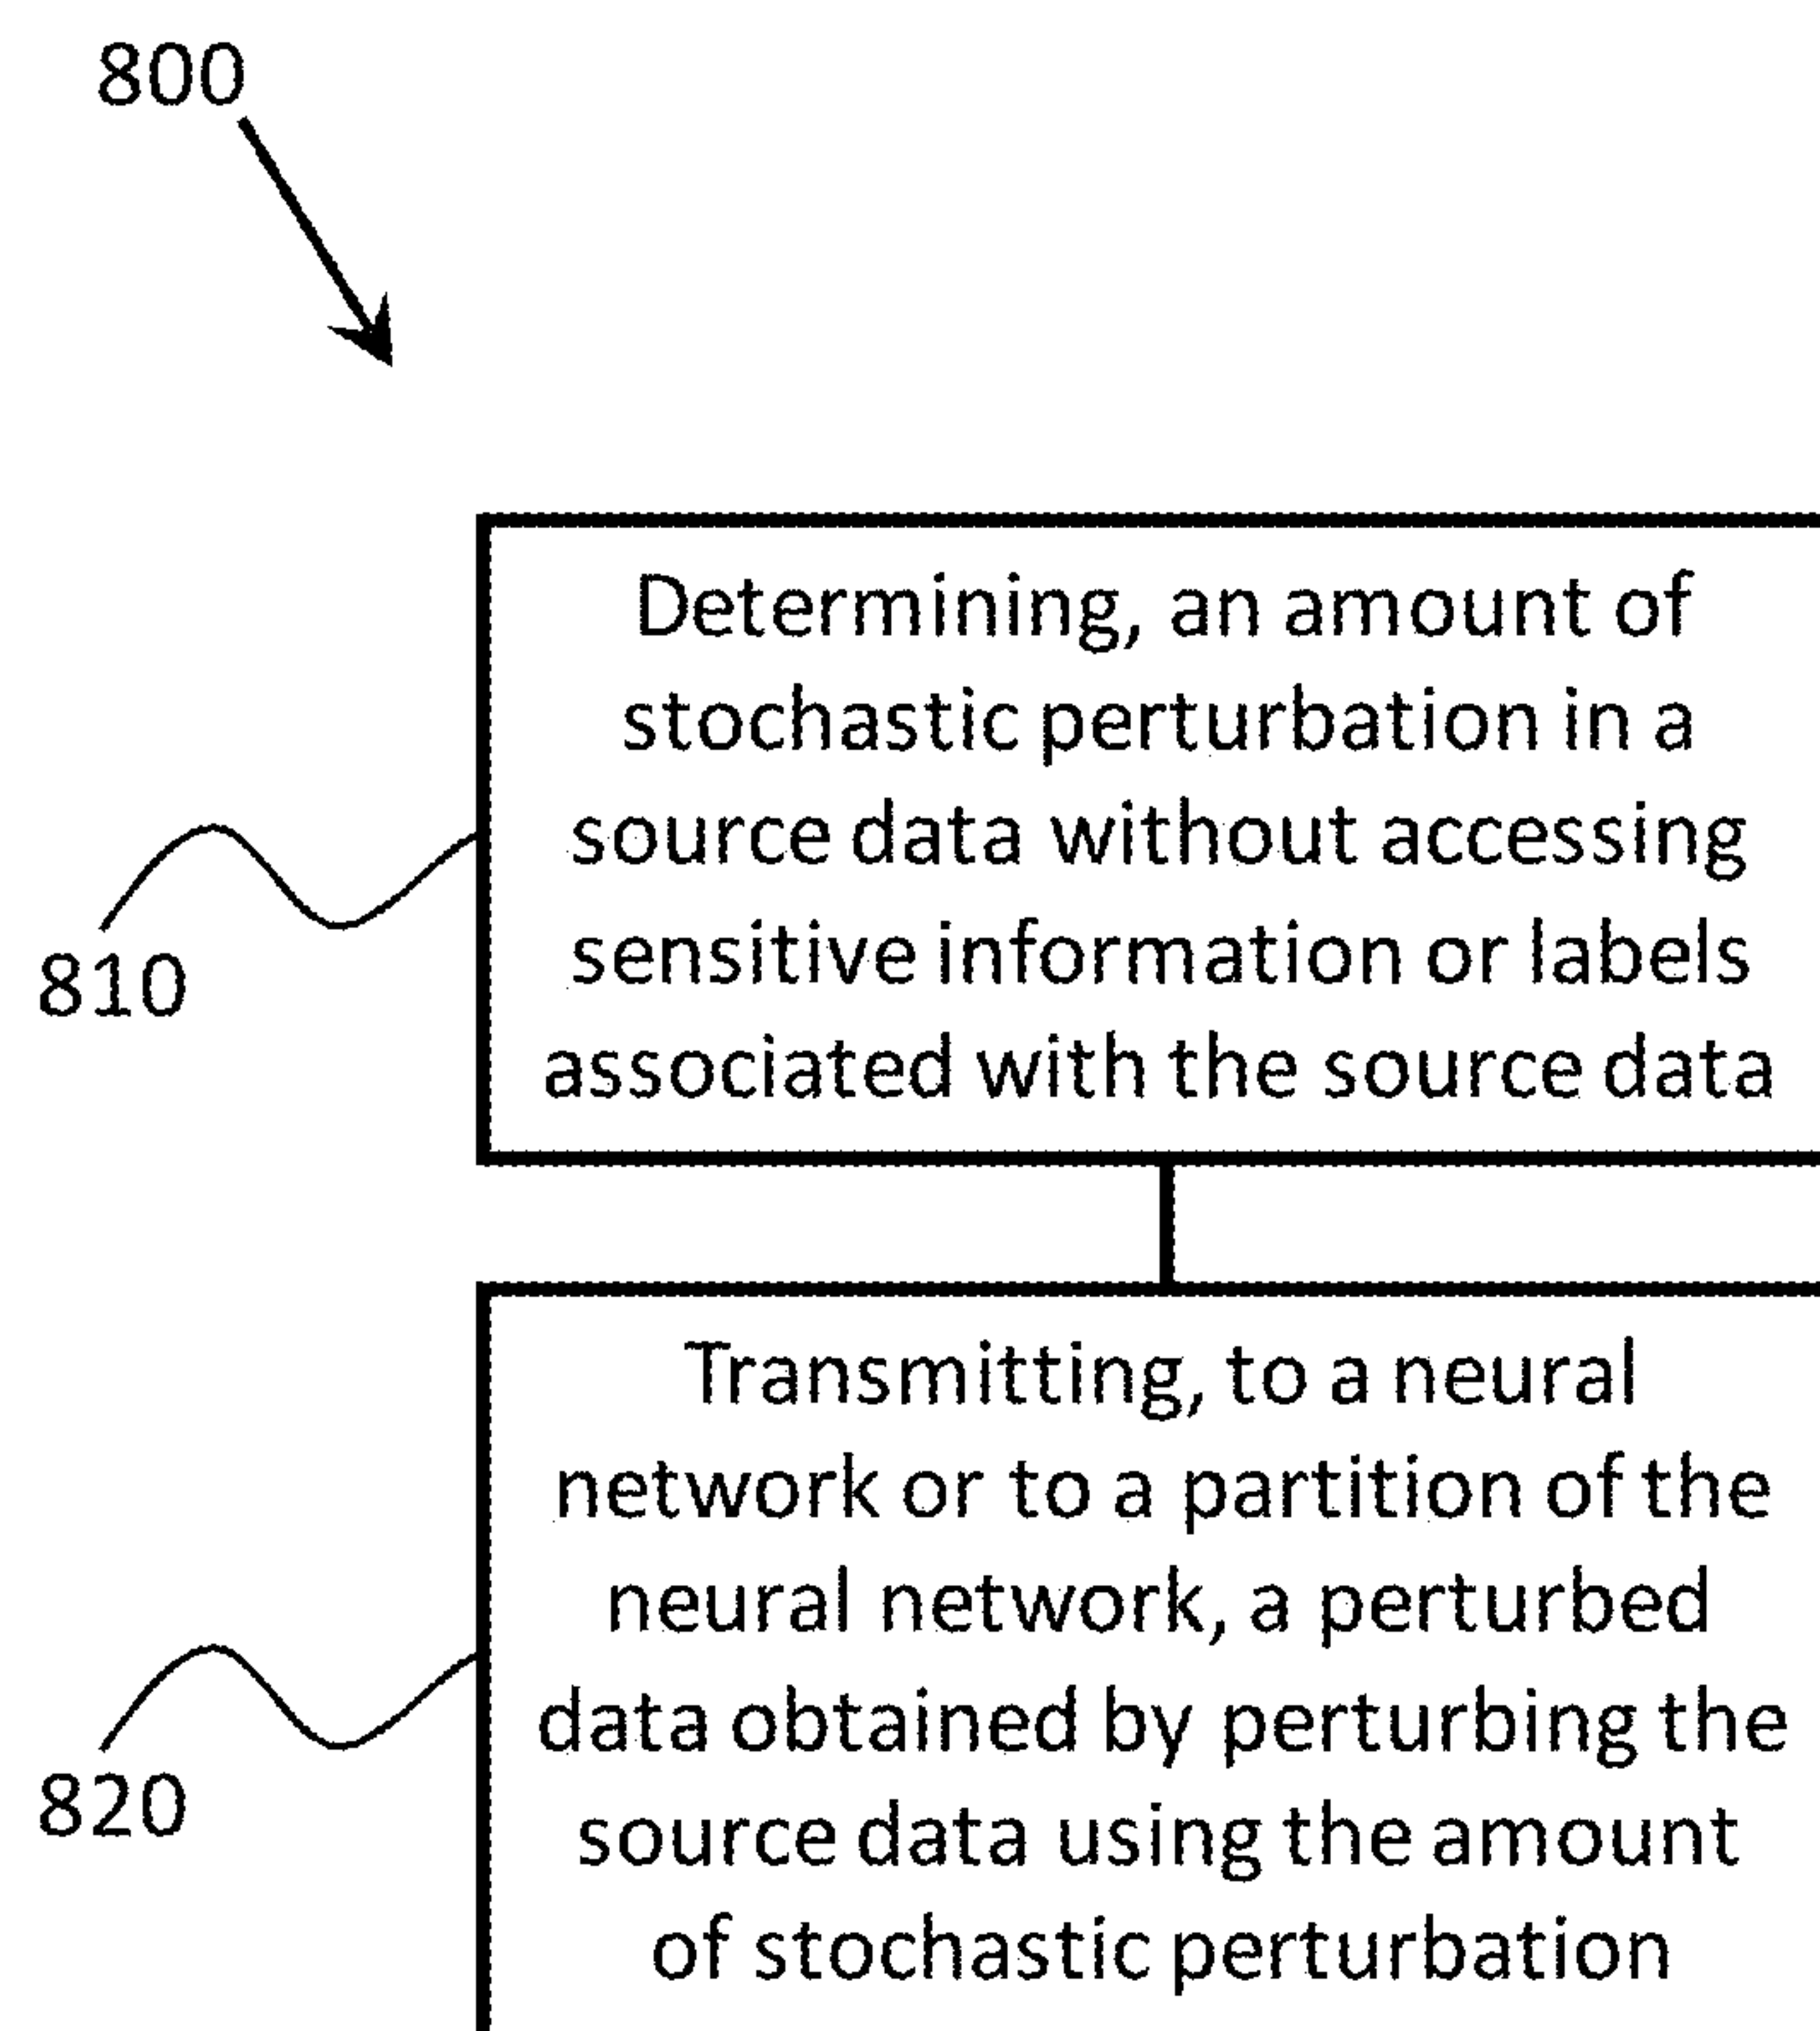 800
Determining, an amount of
stochastic perturbation in a
source data without accessing
sensitive information or labels
associated with the source data
810
Transmitting, to a neural
network or to a partition of the
neural network, a perturbed
data obtained by perturbing the
source data using the amount
of stochastic perturbation
820